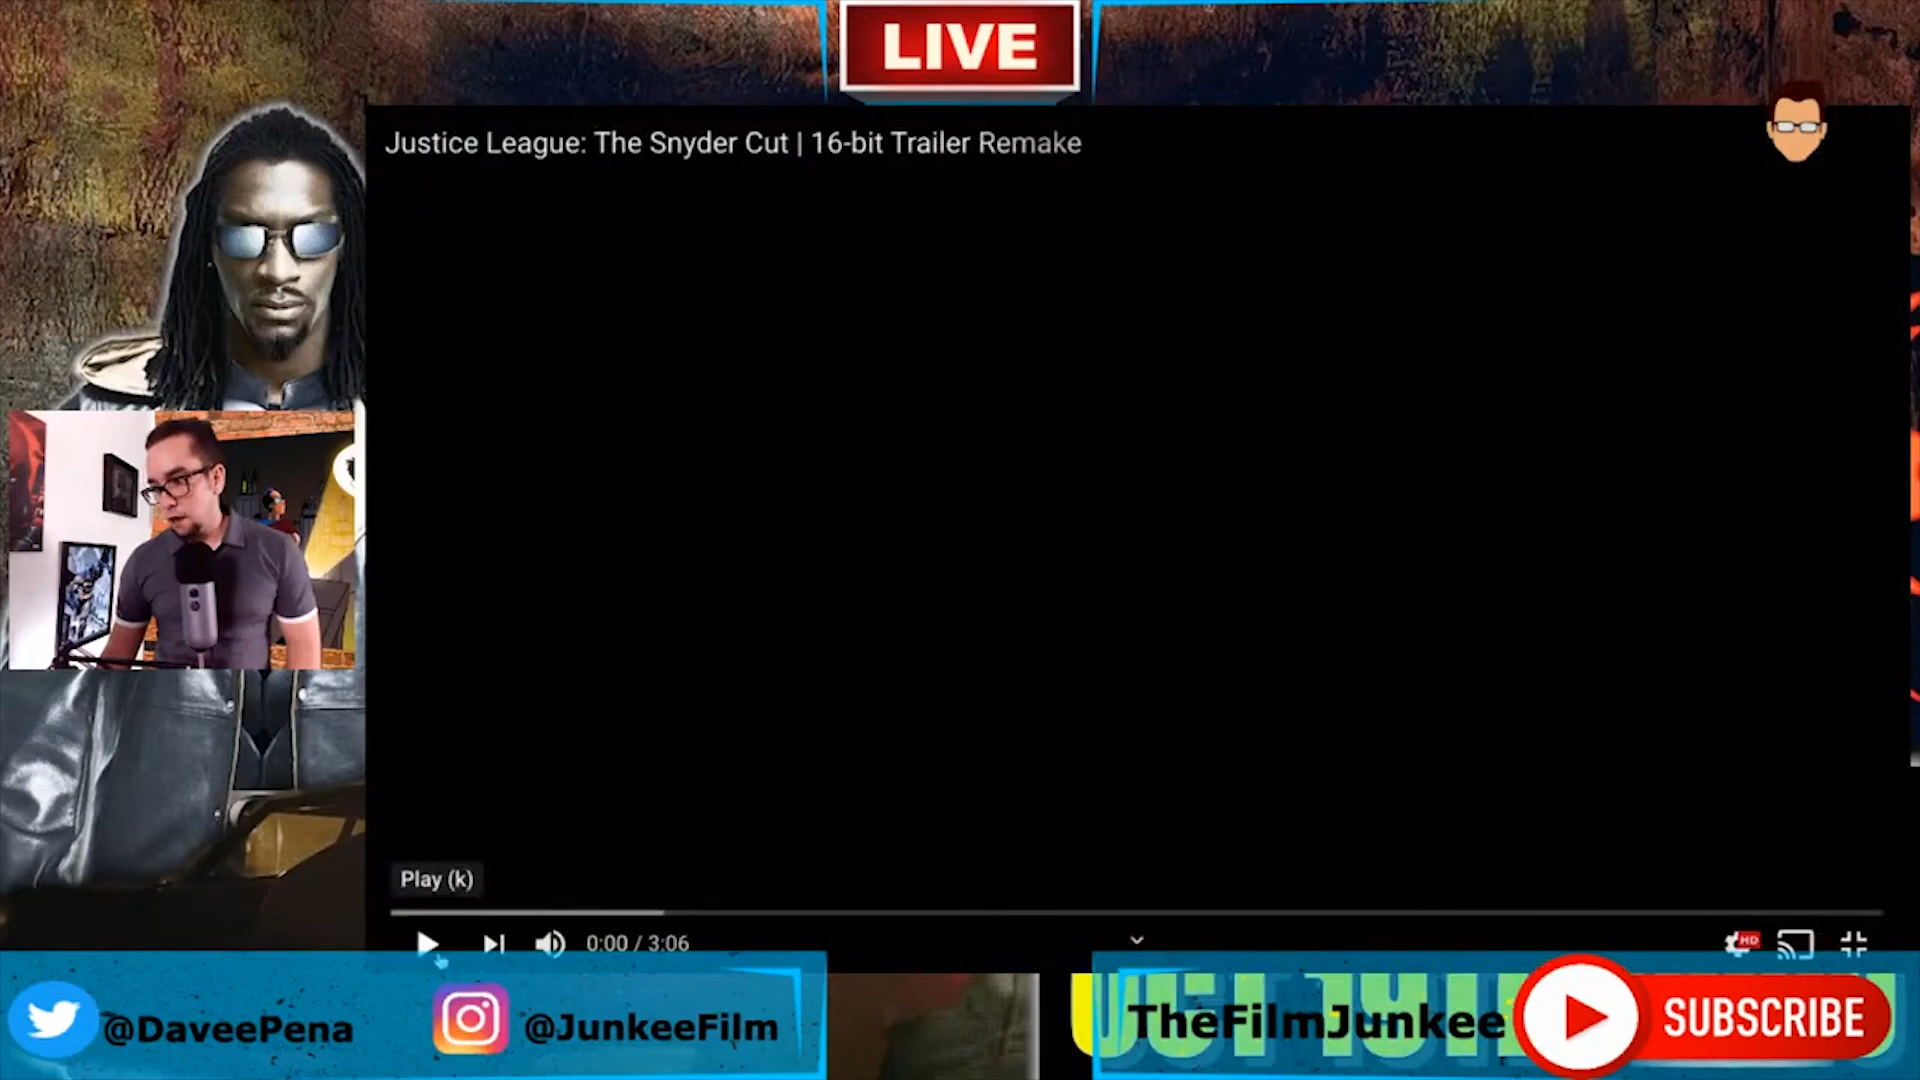 LIVE
Justice League: The Snyder Cut | 16-bit Trailer Remake
Play (k)
0:00 / 3:06
HD
@DaveePena
@JunkeeFilm
TheFilmJunkee
SUBSCRIBE